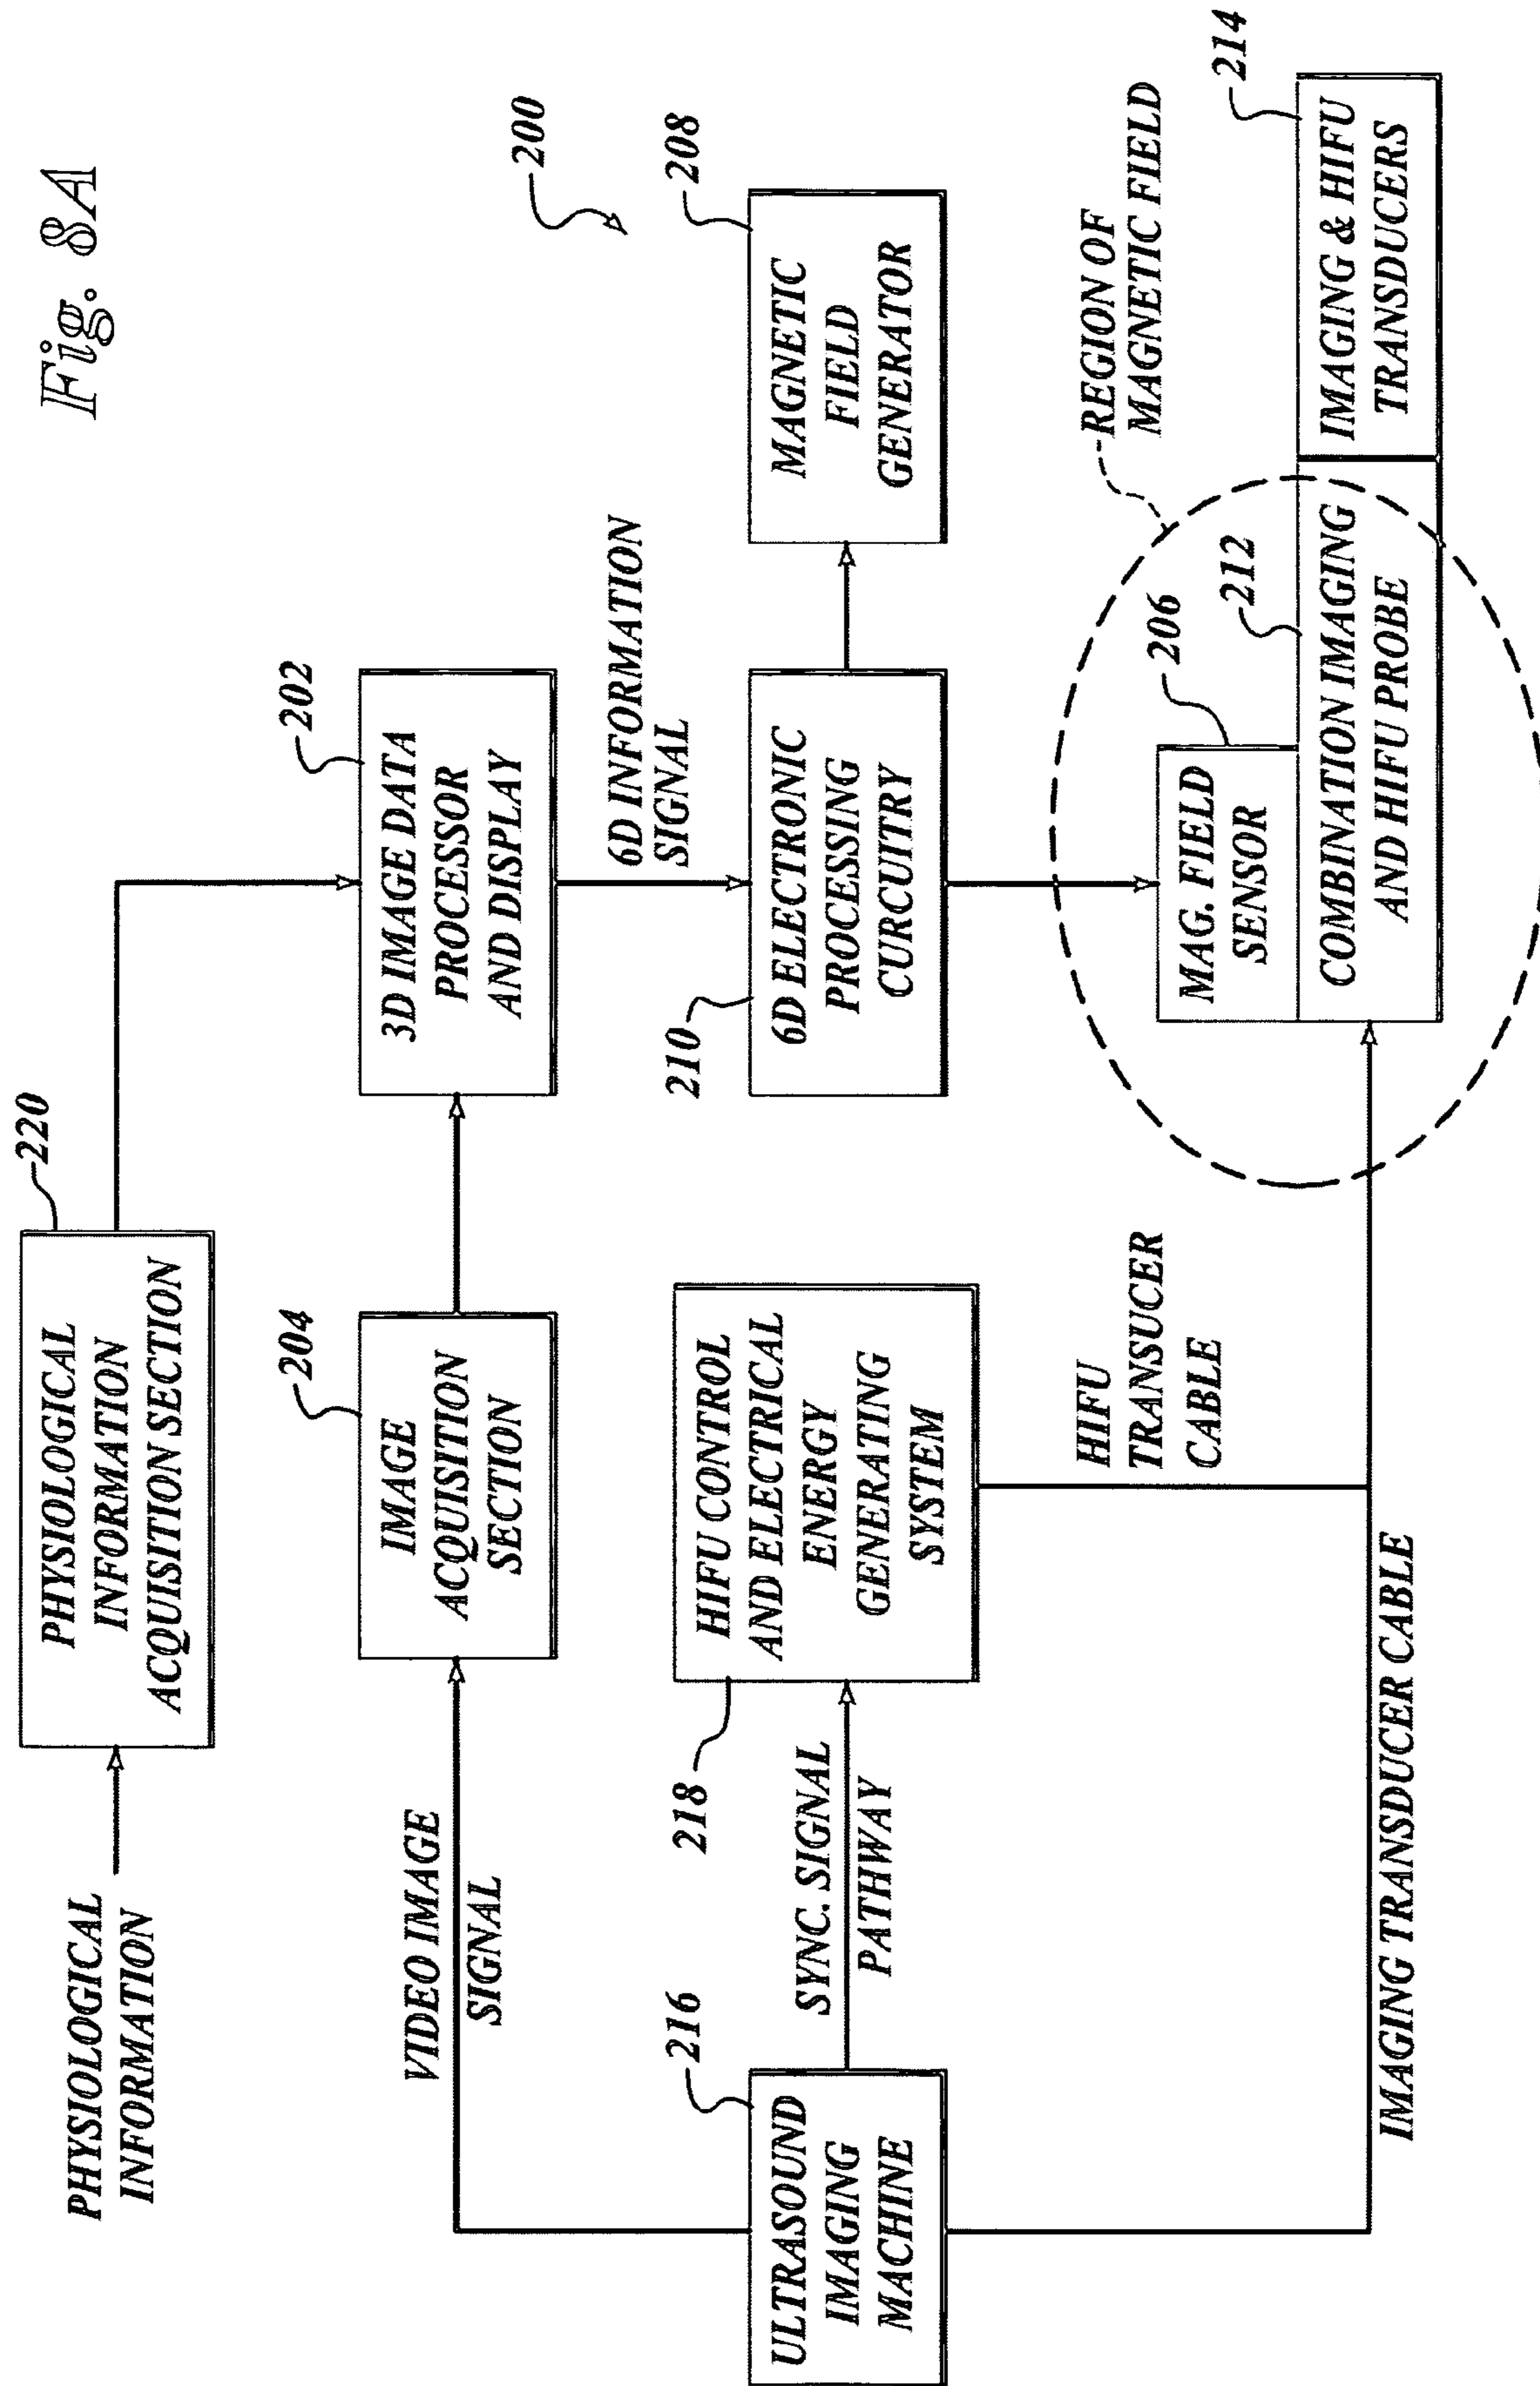 Fig. 8A
200
PHYSIOLOGICAL
INFORMATION
PHYSIOLOGICAL
INFORMATION
ACQUISITION SECTION
220
VIDEO IMAGE
SIGNAL
IMAGE
ACQUISITION
SECTION
204
3D IMAGE DATA
PROCESSOR
AND DISPLAY
202
6D INFORMATION
SIGNAL
ULTRASOUND
IMAGING
MACHINE
216
SYNC. SIGNAL
PATHWAY
HIFU CONTROL
AND ELECTRICAL
ENERGY
GENERATING
SYSTEM
218
6D ELECTRONIC
PROCESSING
CURCUITRY
210
MAGNETIC
FIELD
GENERATOR
208
HIFU
TRANSUCER
CABLE
REGION OF
MAGNETIC FIELD
MAG. FIELD
SENSOR
206
COMBINATION IMAGING
AND HIFU PROBE
212
IMAGING & HIFU
TRANSDUCERS
214
IMAGING TRANSDUCER CABLE